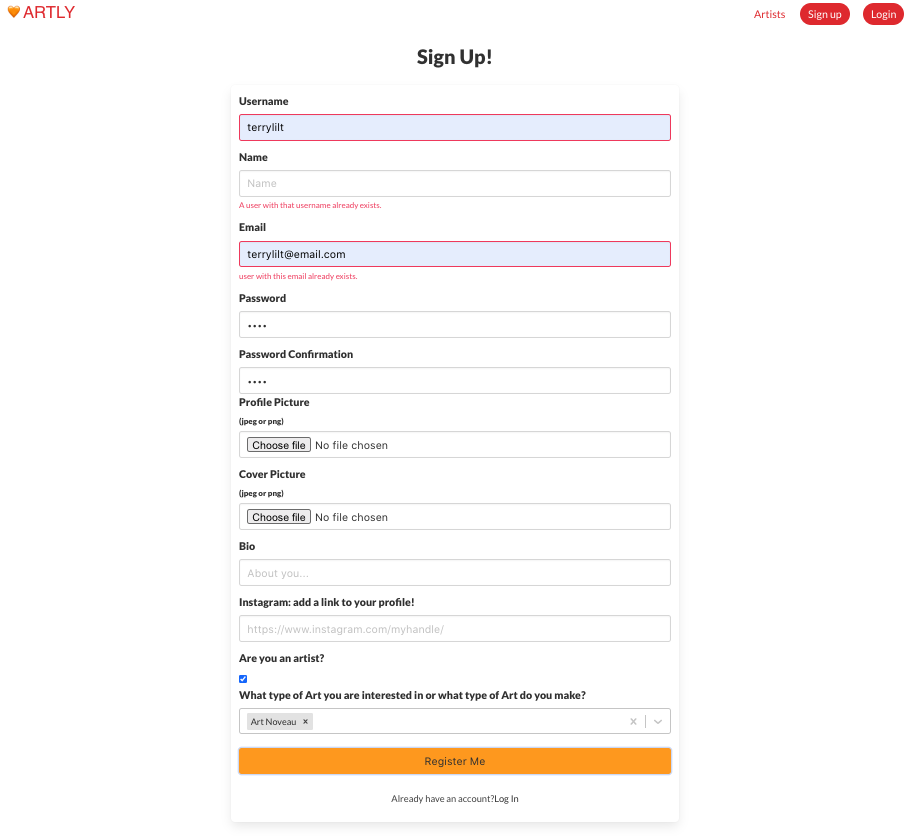 🧡 ARTLY
Artists Sign up Login
Sign Up!
Username
terrylilt
Name
Name
A user with that username already exists.
Email
terrylilt@email.com
user with this email already exists.
Password
••••
Password Confirmation
••••
Profile Picture
(jpeg or png)
Choose file No file chosen
Cover Picture
(jpeg or png)
Choose file No file chosen
Bio
About you...
Instagram: add a link to your profile!
https://www.instagram.com/myhandle/
Are you an artist?
What type of Art you are interested in or what type of Art do you make?
Art Noveau ×
Register Me
Already have an account?Log In